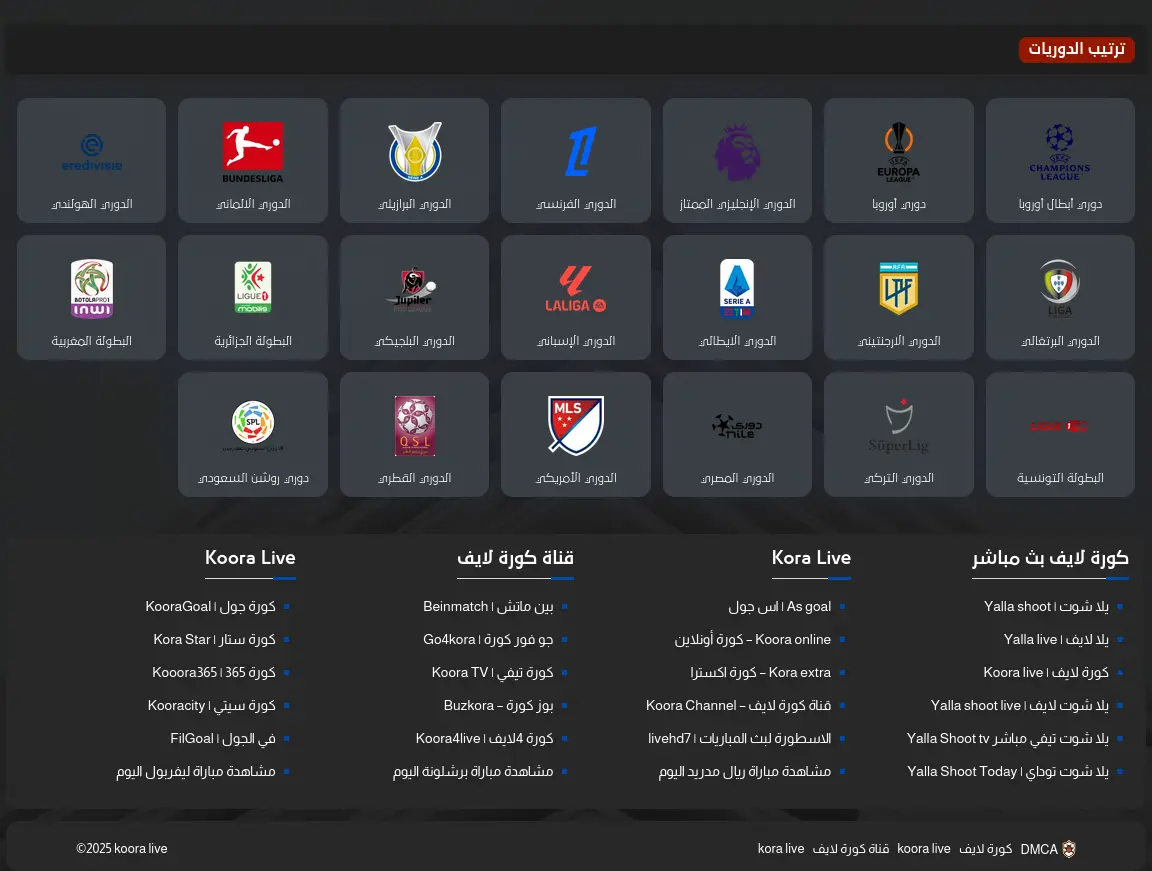 ترتيب الدوريات
UEFA CHAMPIONS LEAGUE
دوري أبطال أوروبا
UEFA EUROPA LEAGUE
دوري أوروبا
الدوري الإنجليزي الممتاز
الدوري الفرنسي
الدوري البرازيلي
BUNDESLIGA
الدوري الألماني
eredivisie
الدوري الهولندي
LIGA
الدوري البرتغالي
AFA
LPF
الدوري الارجنتيني
SERIE A
TIM
الدوري الايطالي
LALIGA
الدوري الإسباني
Jupiler
PRO LEAGUE
الدوري البلجيكي
LIGUE 1
mobilis
البطولة الجزائرية
BOTOLA PRO1
inwi
البطولة المغربية
البطولة التونسية
SüperLig
الدوري التركي
دوري
nile
الدوري المصري
MLS
الدوري الأمريكي
QSL
الدوري القطري
SPL
دوري روشن السعودي
كورة لايف بث مباشر
يلا شوت | Yalla shoot
يلا لايف | Yalla live
كورة لايف | Koora live
يلا شوت لايف | Yalla shoot live
يلا شوت تيفي مباشر Yalla Shoot tv
يلا شوت توداي | Yalla Shoot Today
Kora Live
As goal | اس جول
Koora online – كورة أونلاين
Kora extra – كورة اكسترا
قناة كورة لايف – Koora Channel
الاسطورة لبث المباريات | livehd7
مشاهدة مباراة ريال مدريد اليوم
قناة كورة لايف
بين ماتش | Beinmatch
جو فور كورة | Go4kora
كورة تيفي | Koora TV
بوز كورة – Buzkora
كورة 4لايف | Koora4live
مشاهدة مباراة برشلونة اليوم
Koora Live
كورة جول | KooraGoal
كورة ستار | Kora Star
كورة 365 | Kooora365
كورة سيتي | Kooracity
في الجول | FilGoal
مشاهدة مباراة ليفربول اليوم
DMCA كورة لايف koora live قناة كورة لايف kora live
©2025 koora live